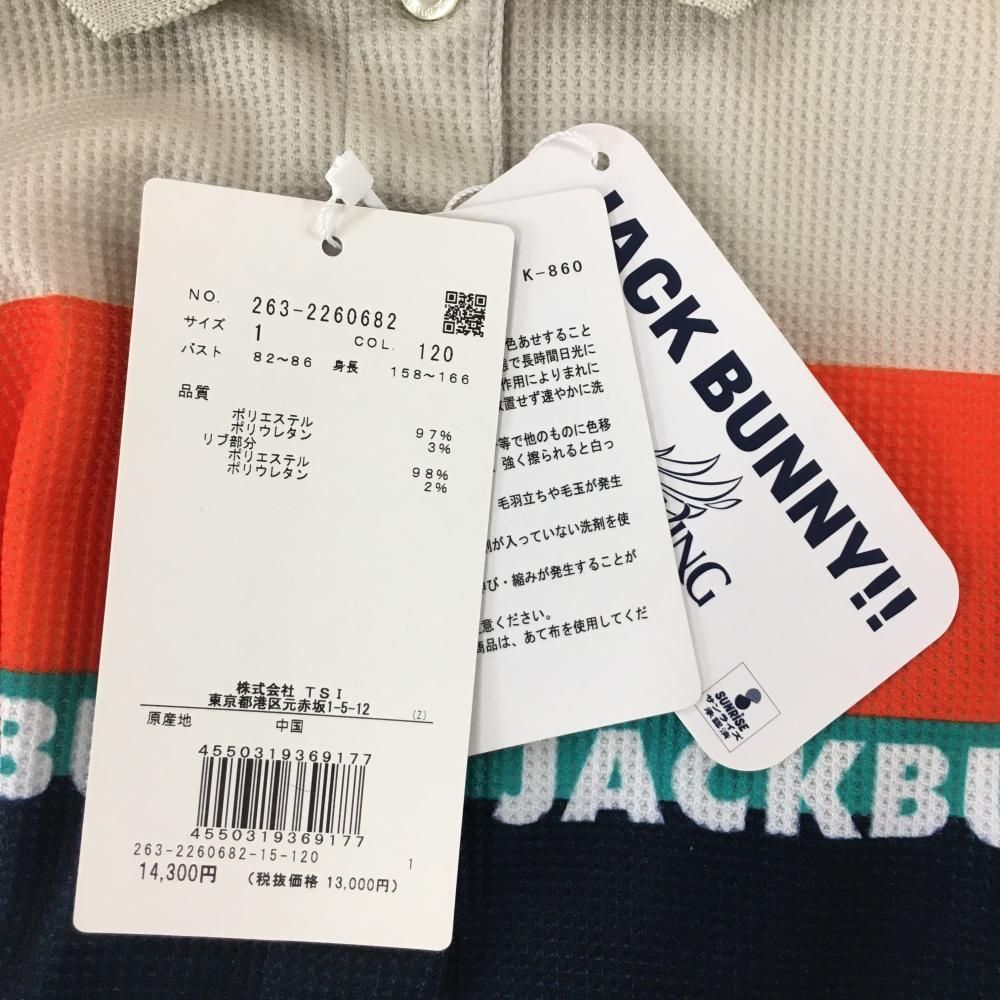 NO. 263-2260682
サイズ 1 COL. 120
バスト 82～86 身長 158～166
品質
ポリエステル 97%
ポリウレタン 3%
リブ部分
ポリエステル 98%
ポリウレタン 2%
株式会社 TSI
東京都港区元赤坂1-5-12 (Z)
原産地 中国
4550319369177
4550319369177
263-2260682-15-120 1
14,300円 (税抜価格 13,000円)
K-860
色あせすること
で長時間日光に
作用によりまれに
置せず速やかに洗
等で他のものに色移
強く擦られると白っ
毛羽立ちや毛玉が発生
剤が入っていない洗剤を使
び・縮みが発生することが
意ください。
商品は、あて布を使用してくだ
JACK BUNNY!!
ING
SUNRISE
サンライズ
承認済
B
JACKBU